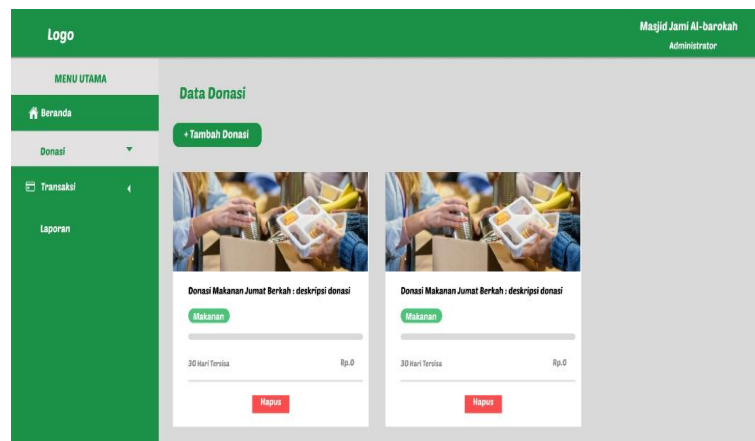 Logo
Masjid Jami Al-barokah
Administrator
MENU UTAMA
Beranda
Donasi
Transaksi
Laporan
Data Donasi
+Tambah Donasi
Donasi Makanan Jumat Berkah : deskripsi donasi
Makanan
30 Hari Tersisa Rp.0
Hapus
Donasi Makanan Jumat Berkah : deskripsi donasi
Makanan
30 Hari Tersisa Rp.0
Hapus